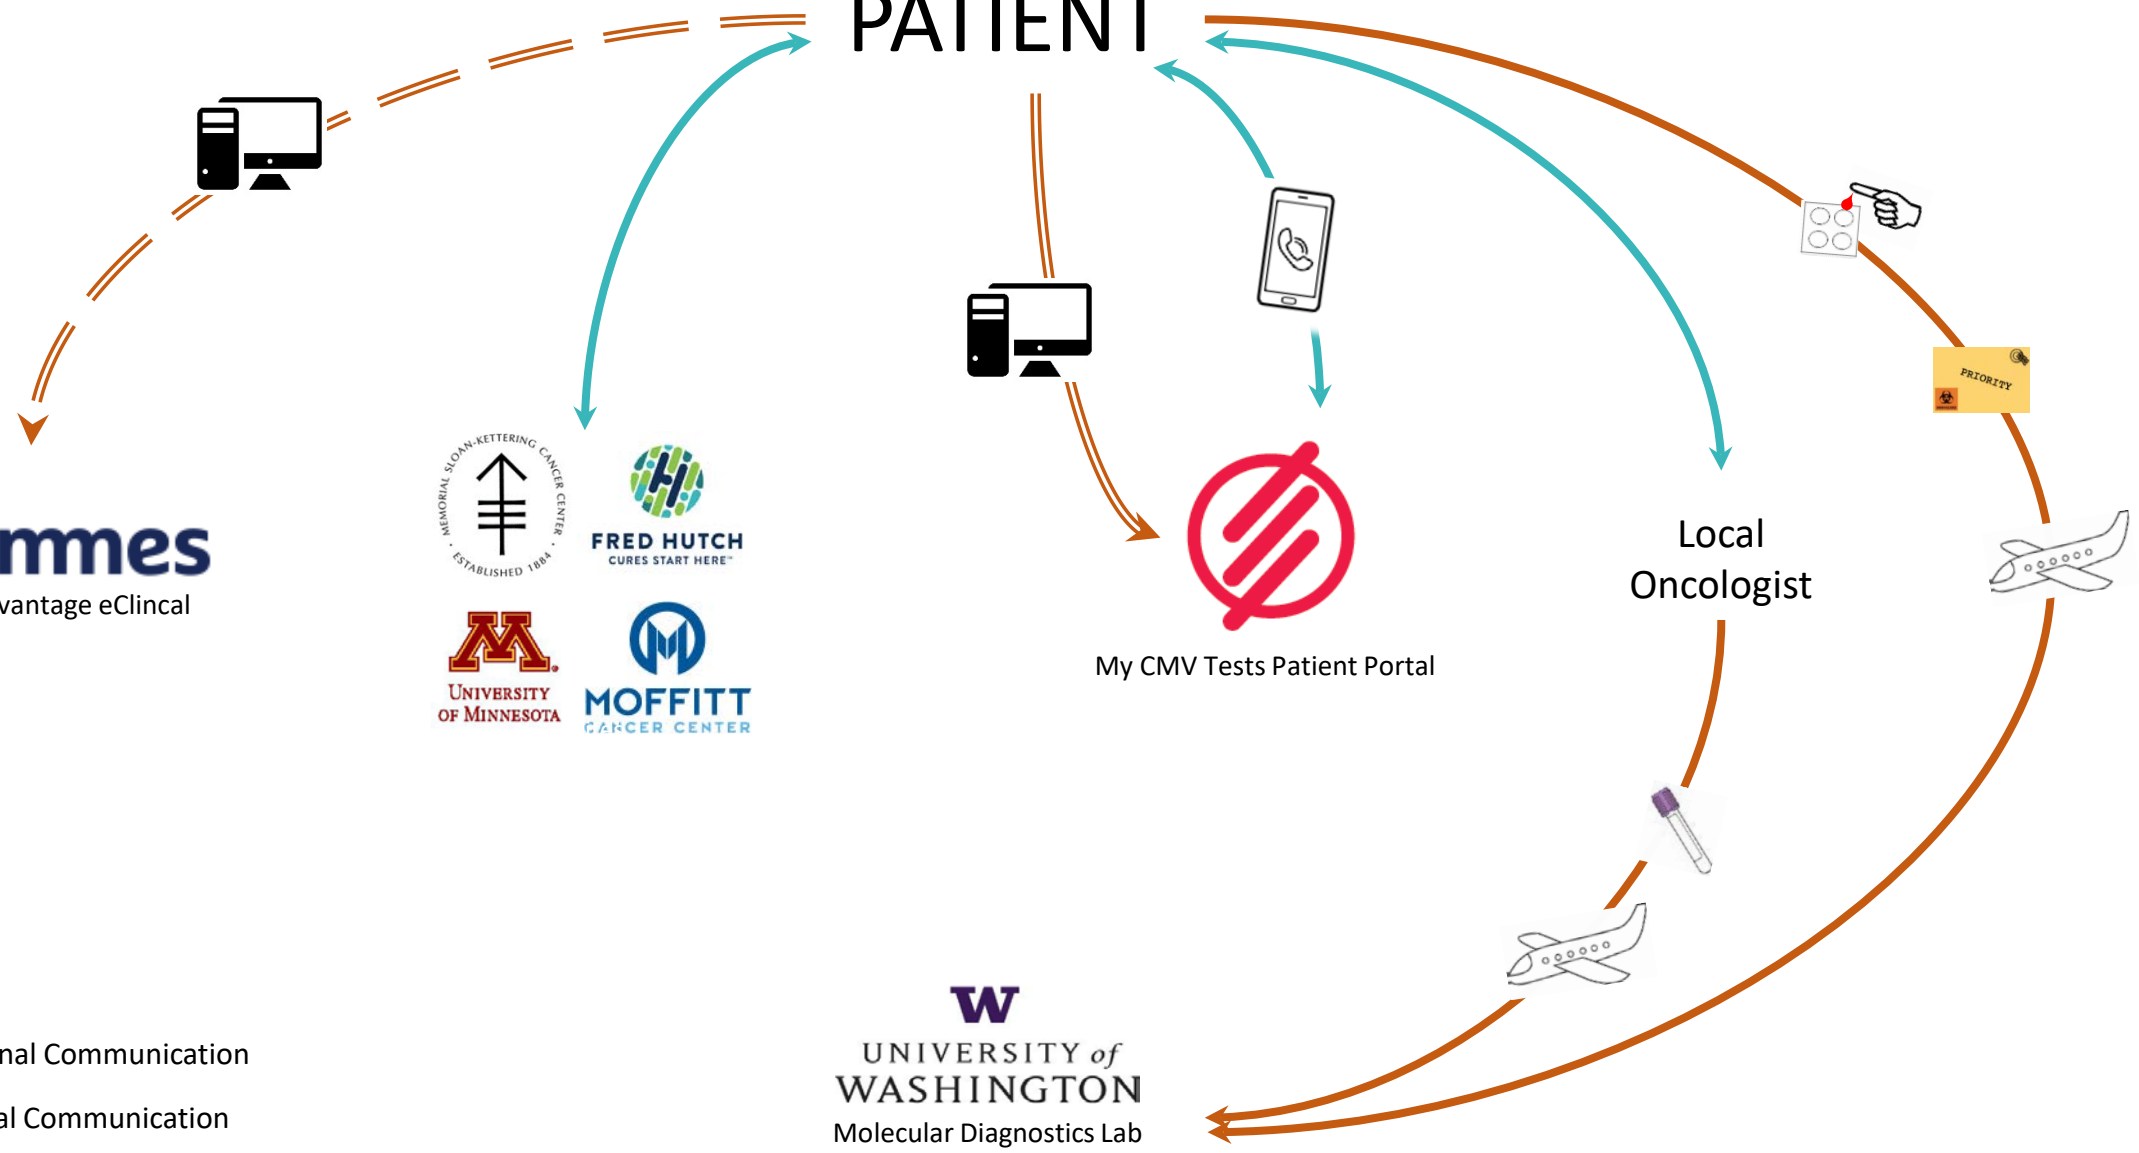 PATIENT
PRIORITY
MEMORIAL SLOAN-KETTERING CANCER CENTER
· ESTABLISHED 1884 ·
FRED HUTCH
CURES START HERE™
mmes
vantage eClincal
UNIVERSITY
OF MINNESOTA
MOFFITT
CANCER CENTER
My CMV Tests Patient Portal
Local
Oncologist
W
UNIVERSITY of
WASHINGTON
Molecular Diagnostics Lab
nal Communication
al Communication